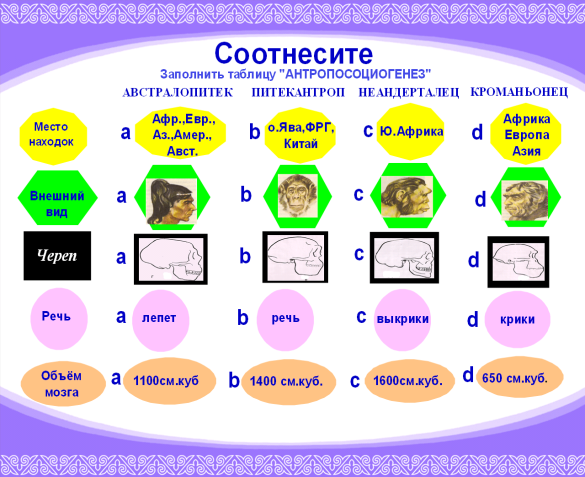 Соотнесите
Заполнить таблицу "АНТРОПОСОЦИОГЕНЕЗ"
АВСТРАЛОПИТЕК ПИТЕКАНТРОП НЕАНДЕРТАЛЕЦ КРОМАНЬОНЕЦ
Место
находок
a
Афр.,Евр.,
Аз.,Амер.,
Авст.
b
о.Ява,ФРГ,
Китай
c
Ю.Африка
d
Африка
Европа
Азия
Внешний
вид
a
b
c
d
Череп
a
b
c
d
Речь
a
лепет
b
речь
c
выкрики
d
крики
Объём
мозга
a
1100см.куб
b
1400 см.куб.
c
1600см.куб.
d
650 см.куб.